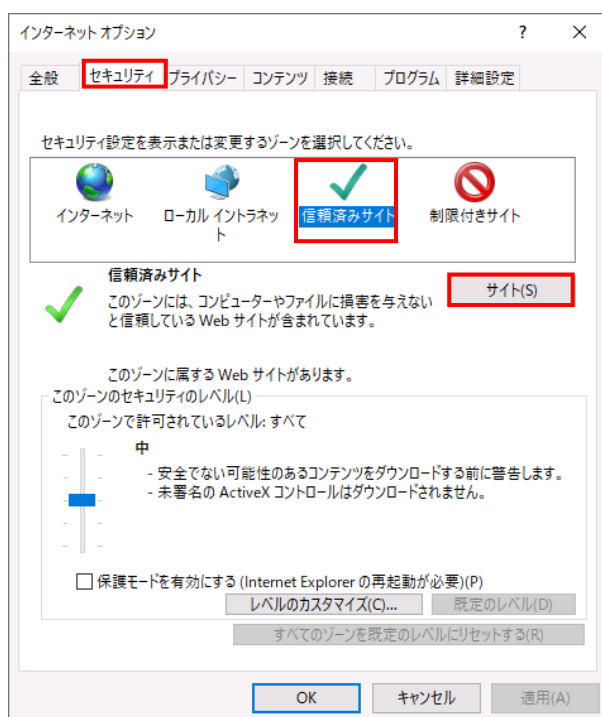 インターネット オプション ? ×
全般 セキュリティ プライバシー コンテンツ 接続 プログラム 詳細設定
セキュリティ設定を表示または変更するゾーンを選択してください。
インターネット ローカル イントラネッ 信頼済みサイト 制限付きサイト
ト
信頼済みサイト
サイト(S)
このゾーンには、コンピューターやファイルに損害を与えない
と信頼している Web サイトが含まれています。
このゾーンに属する Web サイトがあります。
このゾーンのセキュリティのレベル(L)
このゾーンで許可されているレベル: すべて
中
- 安全でない可能性のあるコンテンツをダウンロードする前に警告します。
- 未署名の ActiveX コントロールはダウンロードされません。
保護モードを有効にする (Internet Explorer の再起動が必要)(P)
レベルのカスタマイズ(C)... 既定のレベル(D)
すべてのゾーンを既定のレベルにリセットする(R)
OK キャンセル 適用(A)